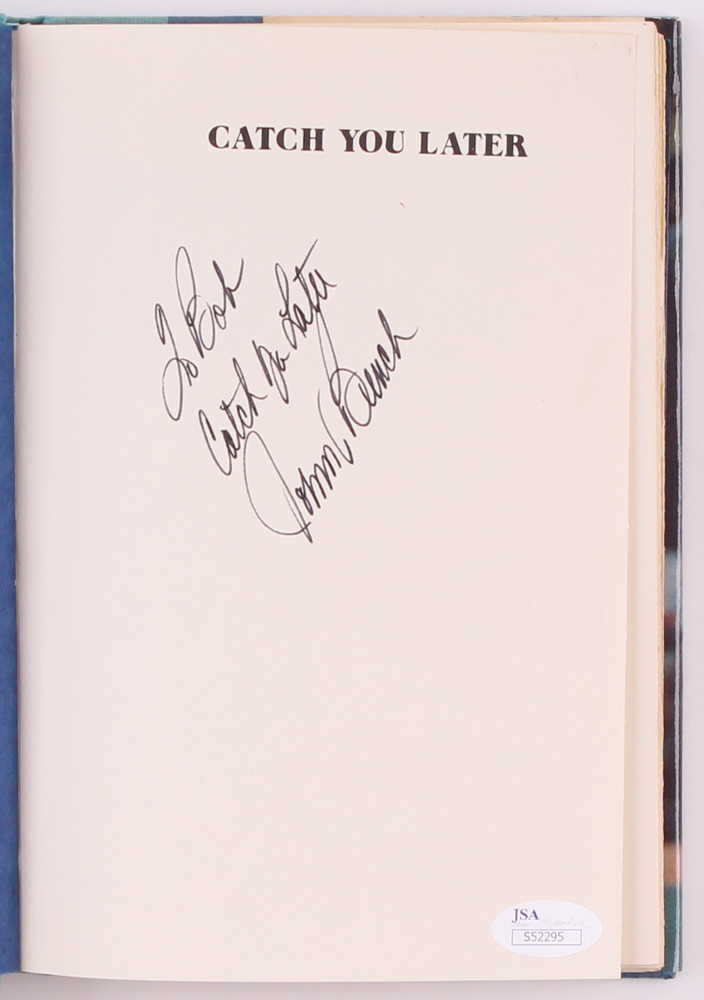 CATCH YOU LATER
To Bob
Catch Ya Later
Johnny Bench
JSA
S52295